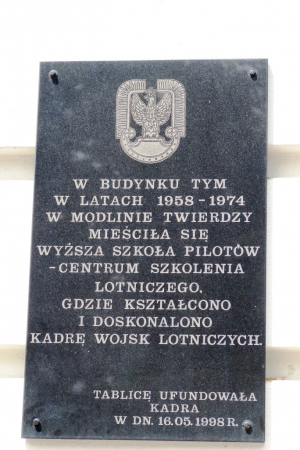 W BUDYNKU TYM
W LATACH 1958-1974
W MODLINIE TWIERDZY
MIEŚCIŁA SIĘ
WYŻSZA SZKOŁA PILOTÓW
-CENTRUM SZKOLENIA
LOTNICZEGO,
GDZIE KSZTAŁCONO
I DOSKONALONO
KADRĘ WOJSK LOTNICZYCH.
TABLICĘ UFUNDOWAŁA
KADRA
W DN. 16.05.1998 R.